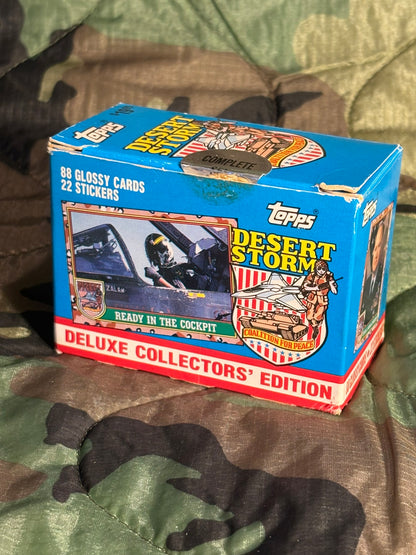 topps
DESERT
STORM
COMPLETE
88 GLOSSY CARDS
22 STICKERS
topps
DESERT
STORM
COALITION FOR PEACE
READY IN THE COCKPIT
DELUXE COLLECTORS' EDITION
topps